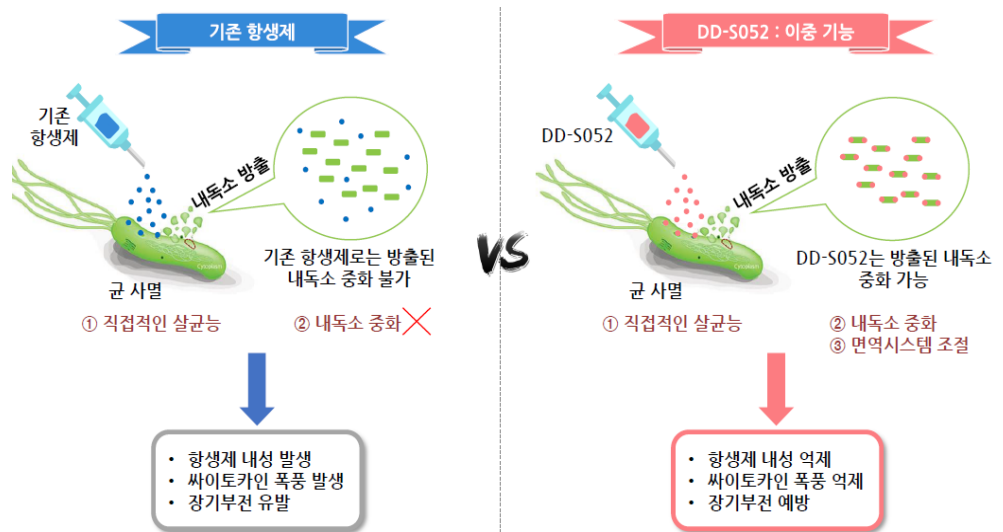 기존 항생제
기존
항생제
내독소 방출
Cytomon
기존 항생제로는 방출된
내독소 중화 불가
균 사멸
① 직접적인 살균능
② 내독소 중화
• 항생제 내성 발생
• 싸이토카인 폭풍 발생
• 장기부전 유발
VS
DD-S052 : 이중 기능
DD-S052
내독소 방출
DD-S052는 방출된 내독소
중화 가능
균 사멸
① 직접적인 살균능
② 내독소 중화
③ 면역시스템 조절
• 항생제 내성 억제
• 싸이토카인 폭풍 억제
• 장기부전 예방